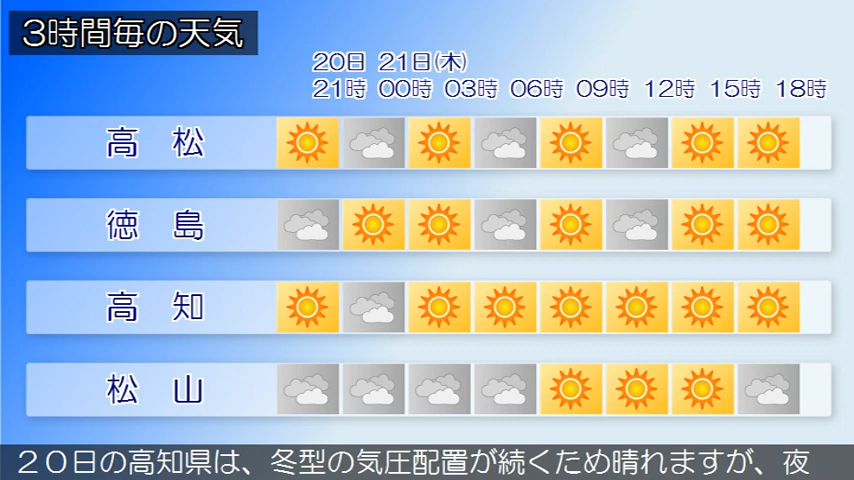 3時間毎の天気
20日 21日(木)
21時 00時 03時 06時 09時 12時 15時 18時
高 松
徳 島
高 知
松 山
２０日の高知県は、冬型の気圧配置が続くため晴れますが、夜